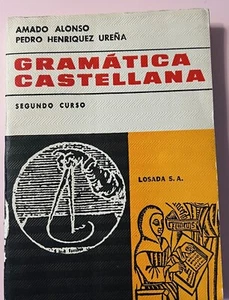 AMADO ALONSO
PEDRO HENRIQUEZ UREÑA
GRAMÁTICA
CASTELLANA
SEGUNDO CURSO
LOSADA S. A.